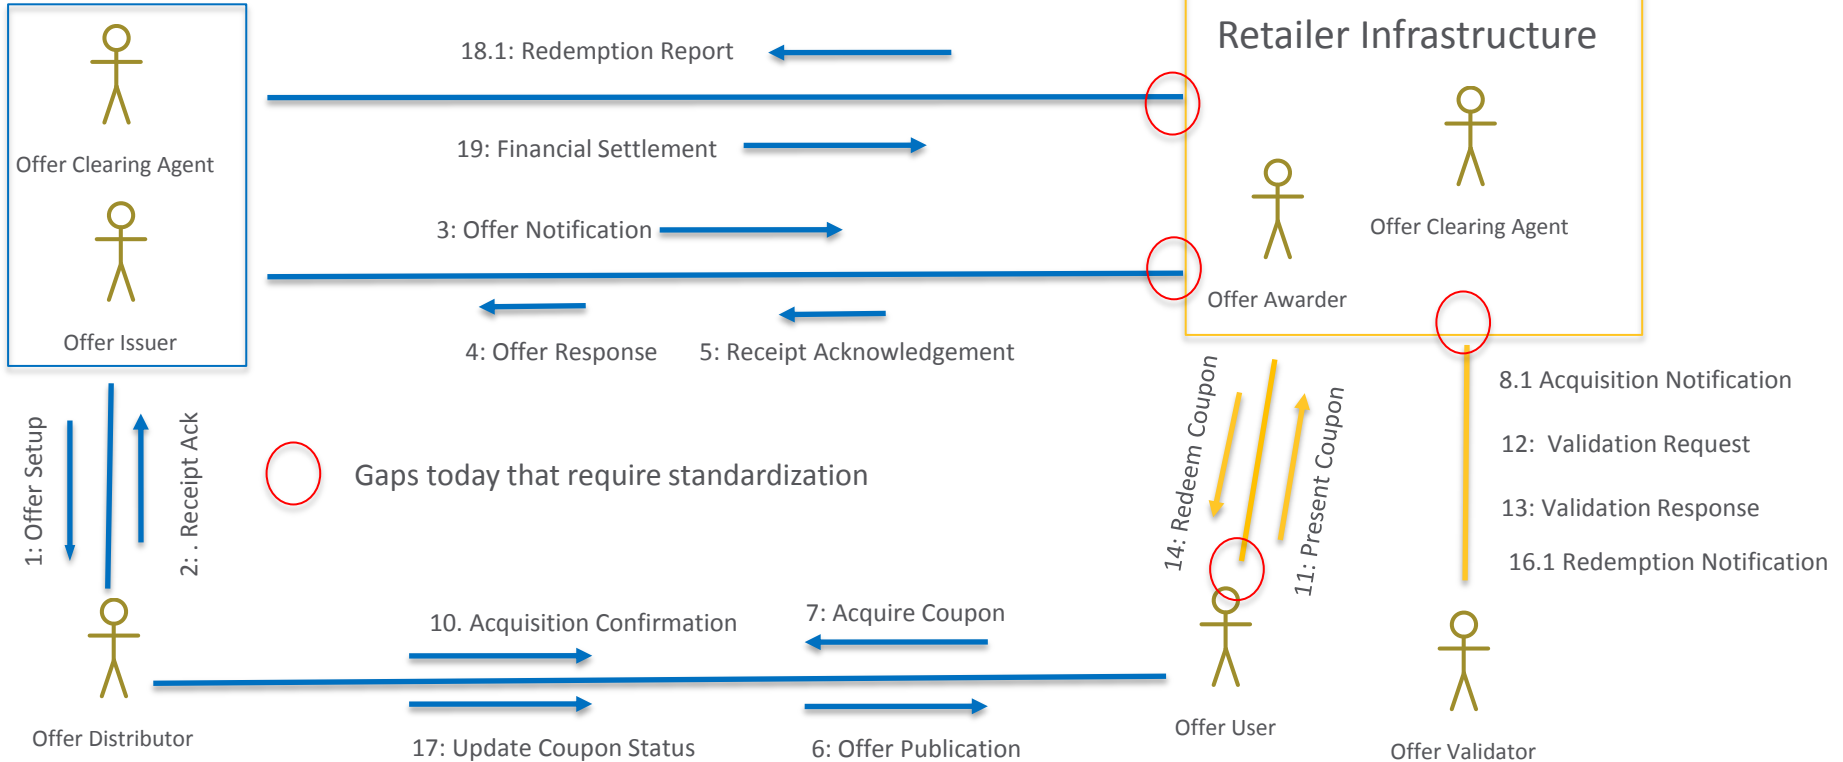 Retailer Infrastructure
18.1: Redemption Report
Offer Clearing Agent
19: Financial Settlement
Offer Clearing Agent
3: Offer Notification
Offer Awarder
Offer Issuer
4: Offer Response
5: Receipt Acknowledgement
8.1 Acquisition Notification
12:  Validation Request
13: Validation Response
16.1 Redemption Notification
1: Offer Setup
2: . Receipt Ack
Gaps today that require standardization
14: Redeem Coupon
11: Present Coupon
10. Acquisition Confirmation
7: Acquire Coupon
Offer Distributor
17: Update Coupon Status
6: Offer Publication
Offer User
Offer Validator